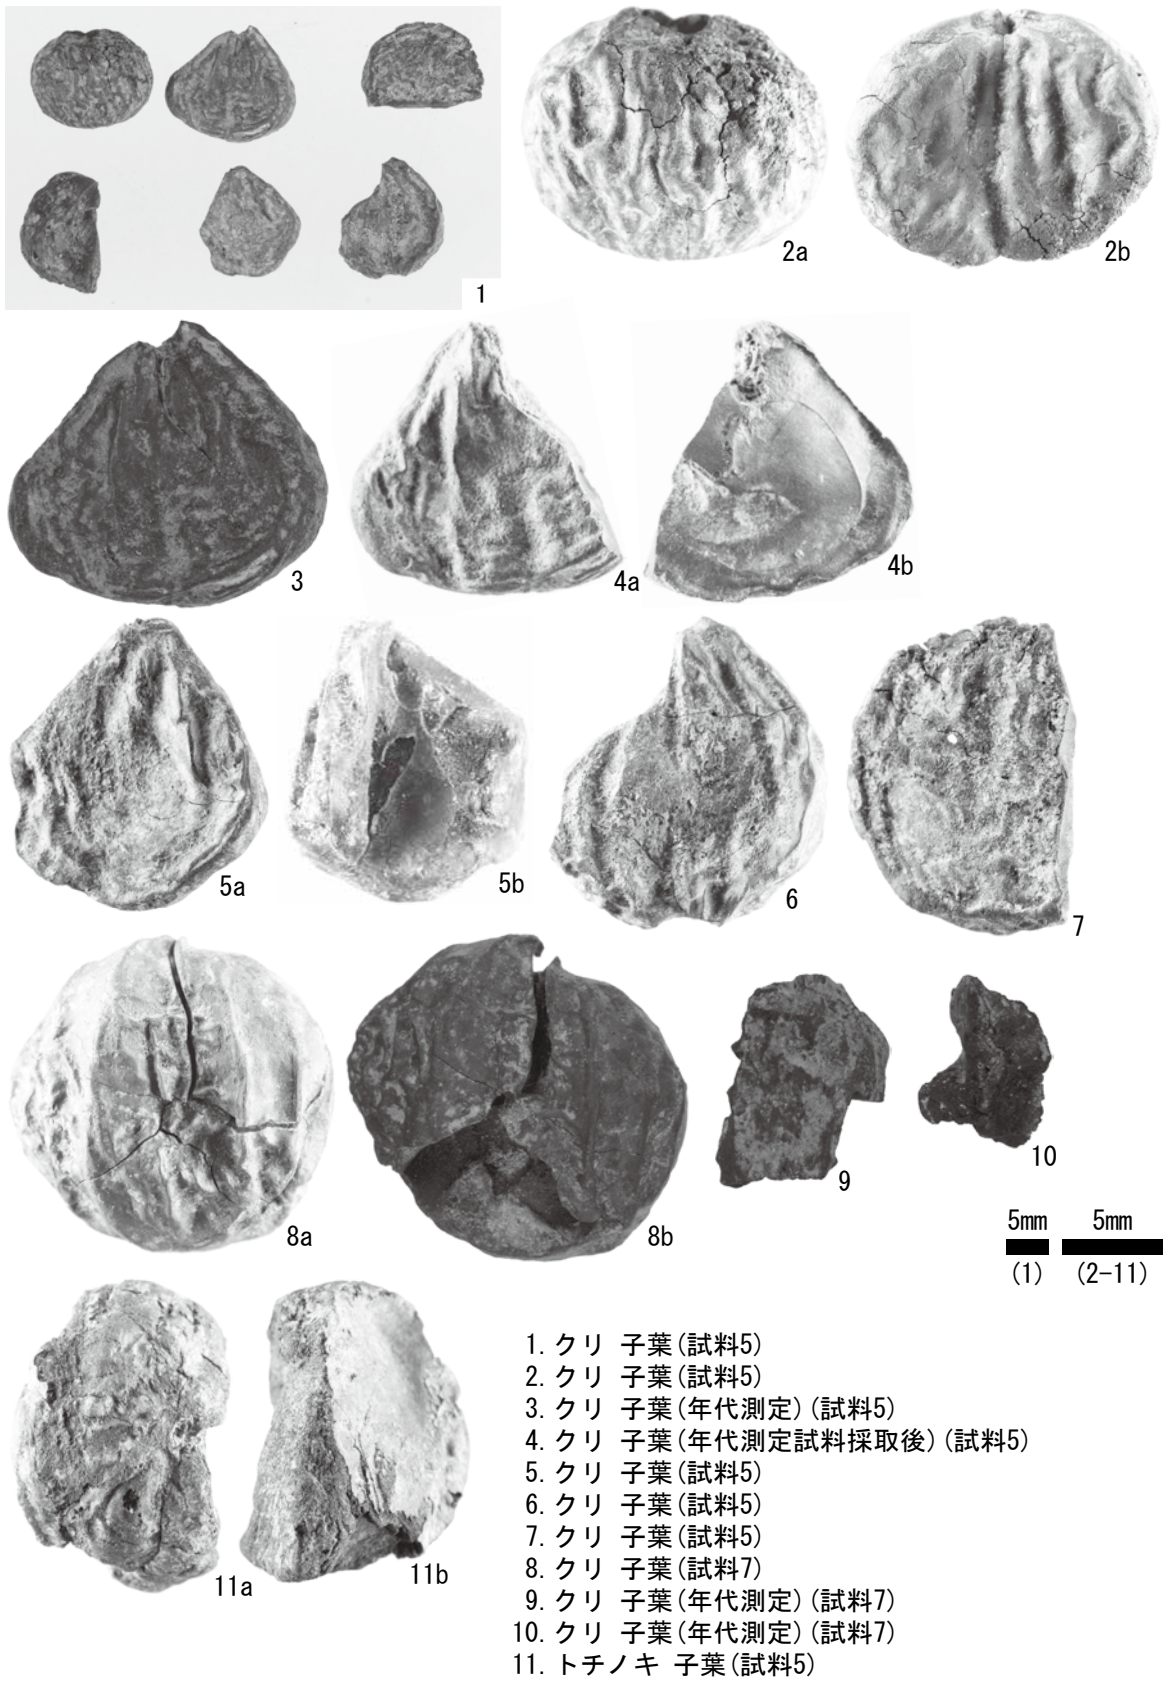 1
2a
2b
3
4a
4b
5a
5b
6
7
8a
8b
9
10
5mm 5mm
(1) (2-11)
11a
11b
1. クリ 子葉(試料5)
2. クリ 子葉(試料5)
3. クリ 子葉(年代測定)(試料5)
4. クリ 子葉(年代測定試料採取後)(試料5)
5. クリ 子葉(試料5)
6. クリ 子葉(試料5)
7. クリ 子葉(試料5)
8. クリ 子葉(試料7)
9. クリ 子葉(年代測定)(試料7)
10. クリ 子葉(年代測定)(試料7)
11. トチノキ 子葉(試料5)